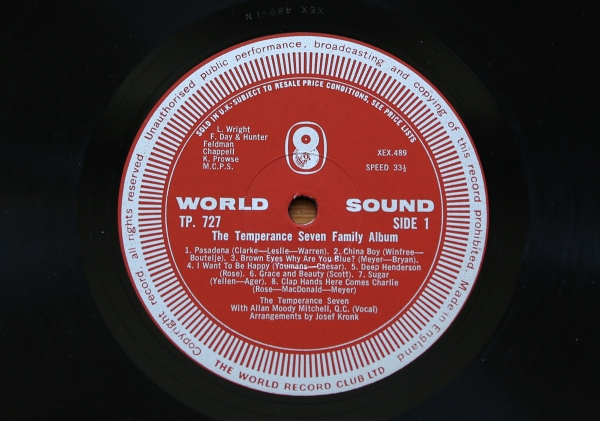 XEX 489-1N
Unauthorised public performance, broadcasting and copying of this record prohibited. Made in England
Copyright record all rights reserved.
SOLD IN U.K.-SUBJECT TO RESALE PRICE CONDITIONS, SEE PRICE LISTS
L. Wright
F. Day & Hunter
Feldman
Chappell
K. Prowse
M.C.P.S.
XEX.489
SPEED 33⅓
WORLD SOUND
TP. 727 SIDE 1
The Temperance Seven Family Album
1. Pasadena (Clarke—Leslie—Warren). 2. China Boy (Winfree—
Boutelje). 3. Brown Eyes Why Are You Blue? (Meyer—Bryan).
4. I Want To Be Happy (Youmans—Caesar). 5. Deep Henderson
(Rose). 6. Grace and Beauty (Scott). 7. Sugar
(Yellen—Ager). 8. Clap Hands Here Comes Charlie
(Rose—MacDonald—Meyer)
The Temperance Seven
With Allan Moody Mitchell, Q.C. (Vocal)
Arrangements by Josef Kronk
THE WORLD RECORD CLUB LTD